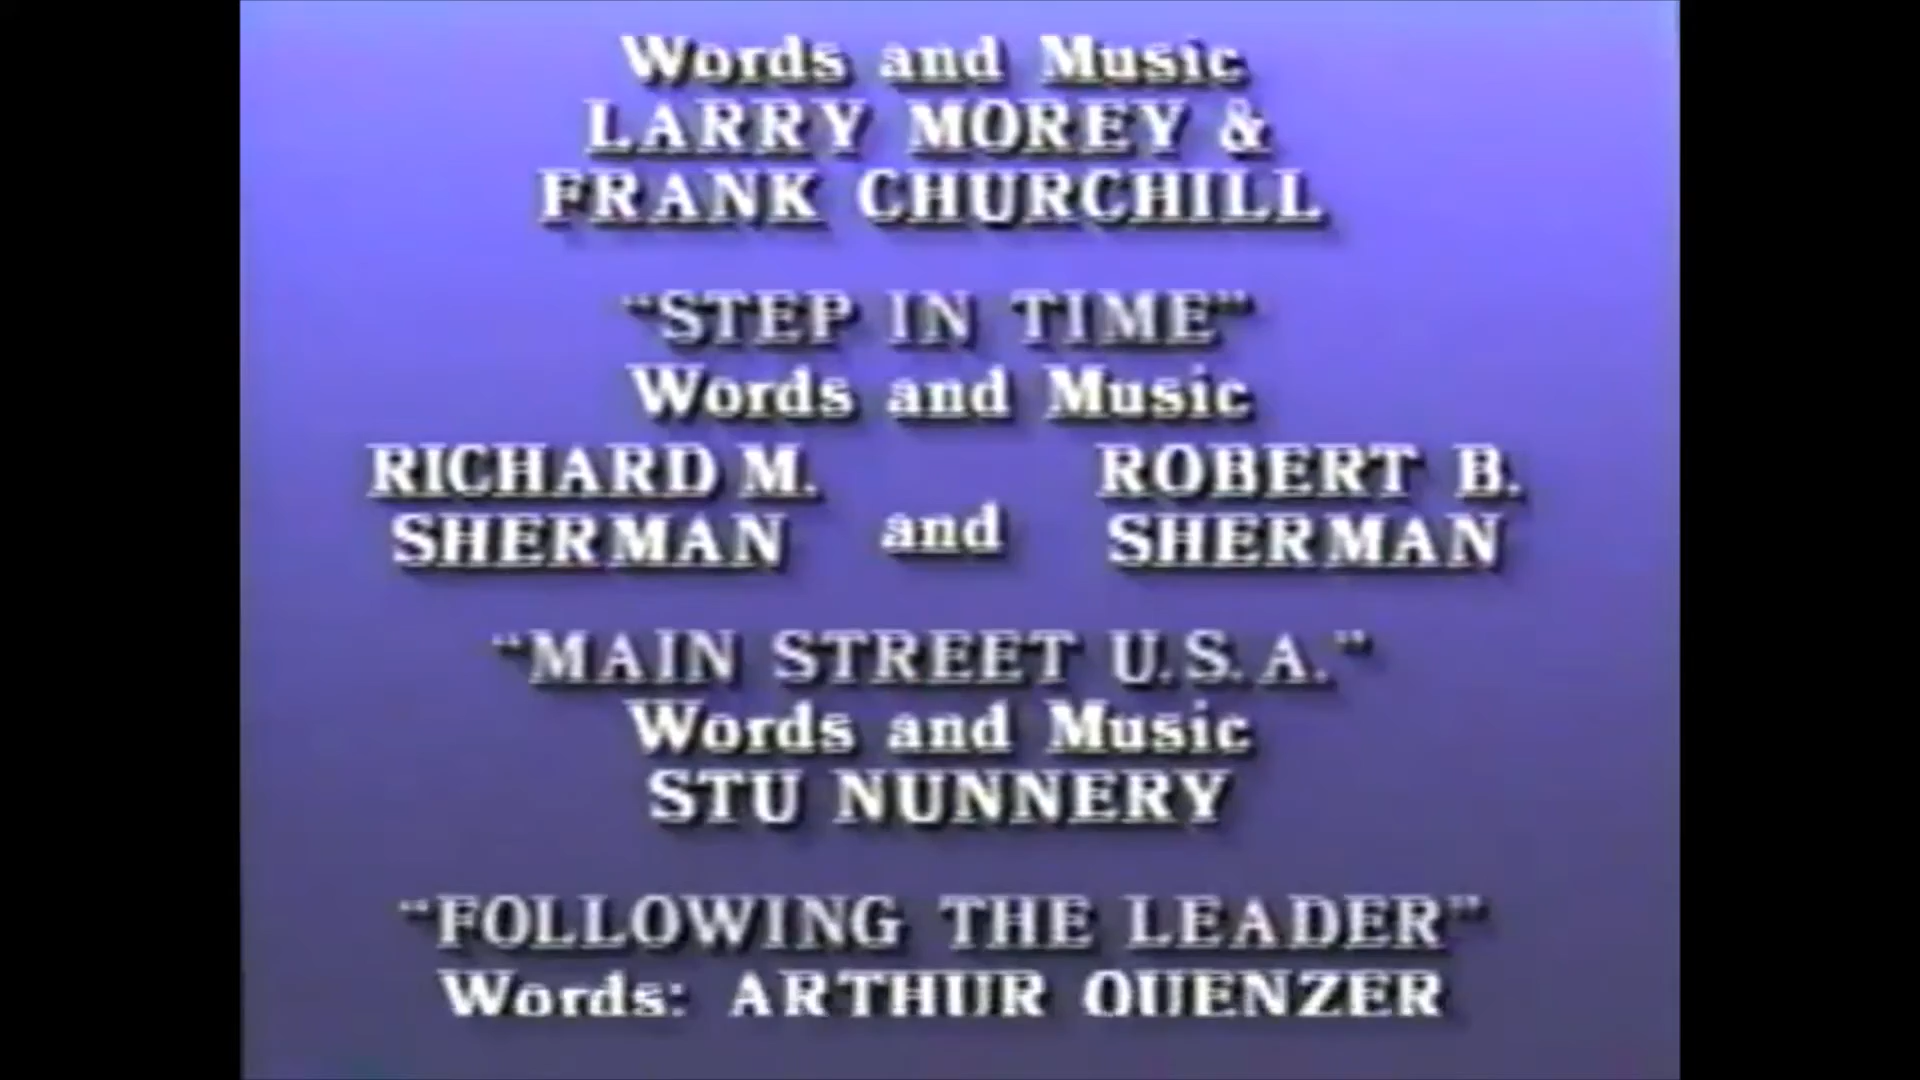 Words and Music
LARRY MOREY &
FRANK CHURCHILL
“STEP IN TIME”
Words and Music
RICHARD M. SHERMAN and ROBERT B. SHERMAN
“MAIN STREET U.S.A.”
Words and Music
STU NUNNERY
“FOLLOWING THE LEADER”
Words: ARTHUR QUENZER